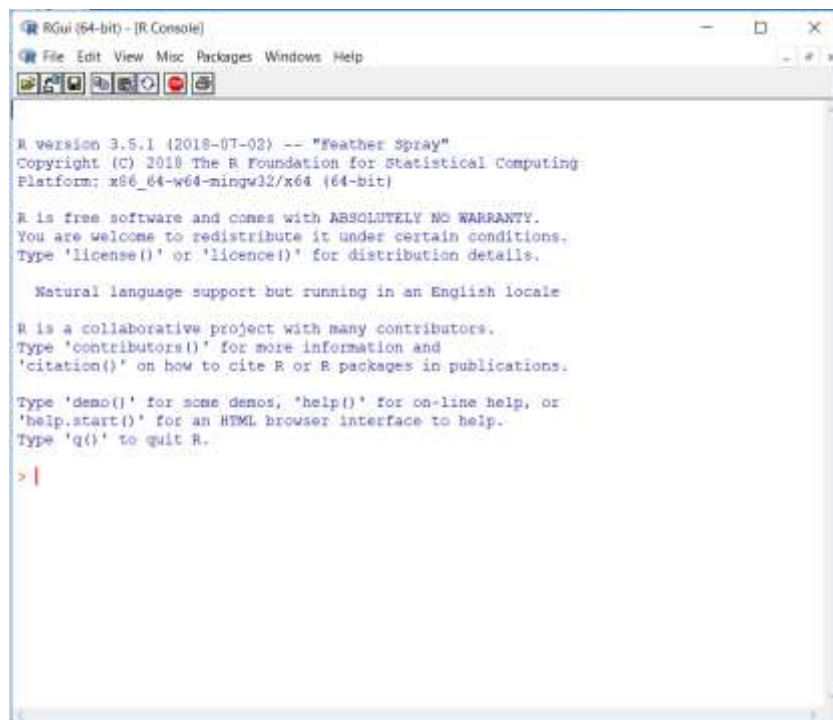 RGui (64-bit) - [R Console]
File Edit View Misc Packages Windows Help
R version 3.5.1 (2018-07-02) -- "Feather Spray"
Copyright (C) 2018 The R Foundation for Statistical Computing
Platform: x86_64-w64-mingw32/x64 (64-bit)
R is free software and comes with ABSOLUTELY NO WARRANTY.
You are welcome to redistribute it under certain conditions.
Type 'license()' or 'licence()' for distribution details.
Natural language support but running in an English locale
R is a collaborative project with many contributors.
Type 'contributors()' for more information and
'citation()' on how to cite R or R packages in publications.
Type 'demo()' for some demos, 'help()' for on-line help, or
'help.start()' for an HTML browser interface to help.
Type 'q()' to quit R.
>